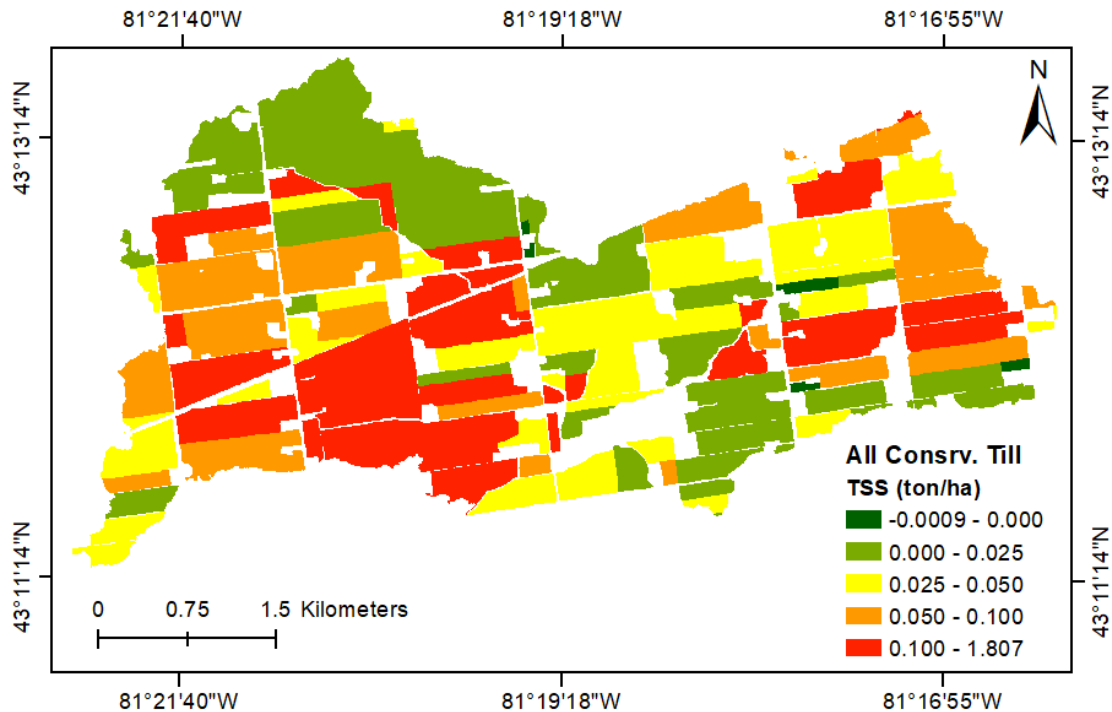 81°21'40"W 81°19'18"W 81°16'55"W
N
43°13'14"N 43°13'14"N
43°11'14"N 43°11'14"N
All Consrv. Till
TSS (ton/ha)
-0.0009 - 0.000
0.000 - 0.025
0.025 - 0.050
0.050 - 0.100
0.100 - 1.807
0 0.75 1.5 Kilometers
81°21'40"W 81°19'18"W 81°16'55"W